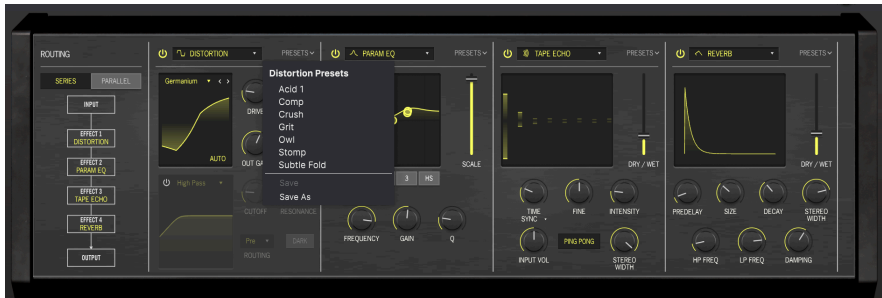 ROUTING
SERIES
PARALLEL
INPUT
EFFECT 1
DISTORTION
EFFECT 2
PARAM EQ
EFFECT 3
TAPE ECHO
EFFECT 4
REVERB
OUTPUT
DISTORTION
PRESETS
Germanium
AUTO
DRIVE
OUT GA
High Pass
CUTOFF
RESONANCE
Pre
DARK
ROUTING
Distortion Presets
Acid 1
Comp
Crush
Grit
Owl
Stomp
Subtle Fold
Save
Save As
PARAM EQ
PRESETS
SCALE
3
HS
FREQUENCY
GAIN
Q
TAPE ECHO
PRESETS
DRY / WET
TIME
SYNC
FINE
INTENSITY
INPUT VOL
PING PONG
STEREO
WIDTH
REVERB
PRESETS
DRY / WET
PREDELAY
SIZE
DECAY
STEREO
WIDTH
HP FREQ
LP FREQ
DAMPING